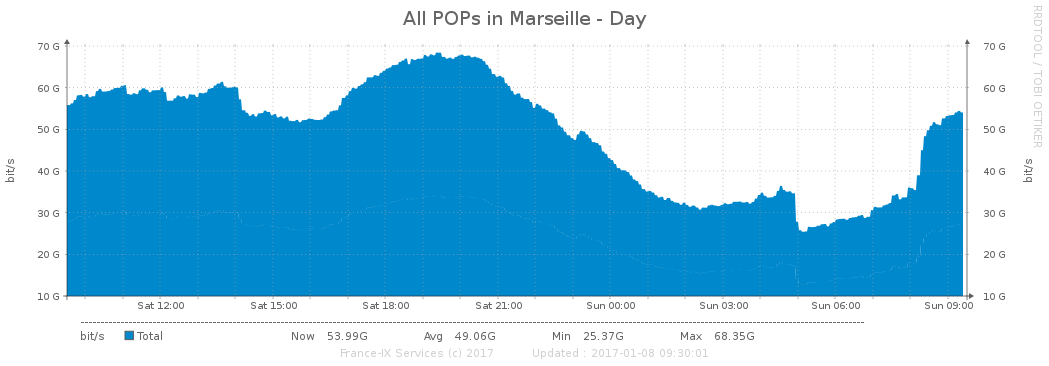 All POPs in Marseille - Day
RRDTOOL / TOBI OETIKER
70 G 70 G
60 G 60 G
50 G 50 G
40 G 40 G
30 G 30 G
20 G 20 G
10 G 10 G
bit/s
bit/s
Sat 12:00 Sat 15:00 Sat 18:00 Sat 21:00 Sun 00:00 Sun 03:00 Sun 06:00 Sun 09:00
bit/s Total Now 53.99G Avg 49.06G Min 25.37G Max 68.35G
France-IX Services (c) 2017 Updated : 2017-01-08 09:30:01